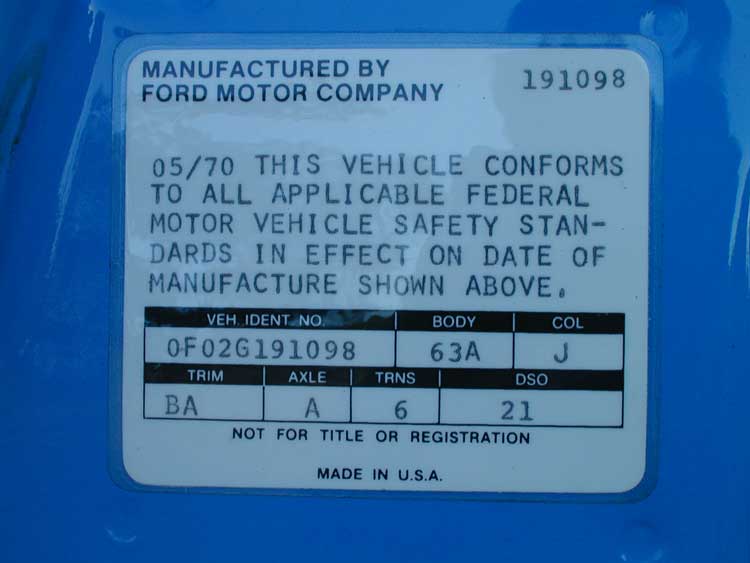 MANUFACTURED BY
FORD MOTOR COMPANY
191098
05/70 THIS VEHICLE CONFORMS
TO ALL APPLICABLE FEDERAL
MOTOR VEHICLE SAFETY STAN-
DARDS IN EFFECT ON DATE OF
MANUFACTURE SHOWN ABOVE.
VEH. IDENT. NO. BODY COL
0F02G191098 63A J
TRIM AXLE TRNS DSO
BA A 6 21
NOT FOR TITLE OR REGISTRATION
MADE IN U.S.A.